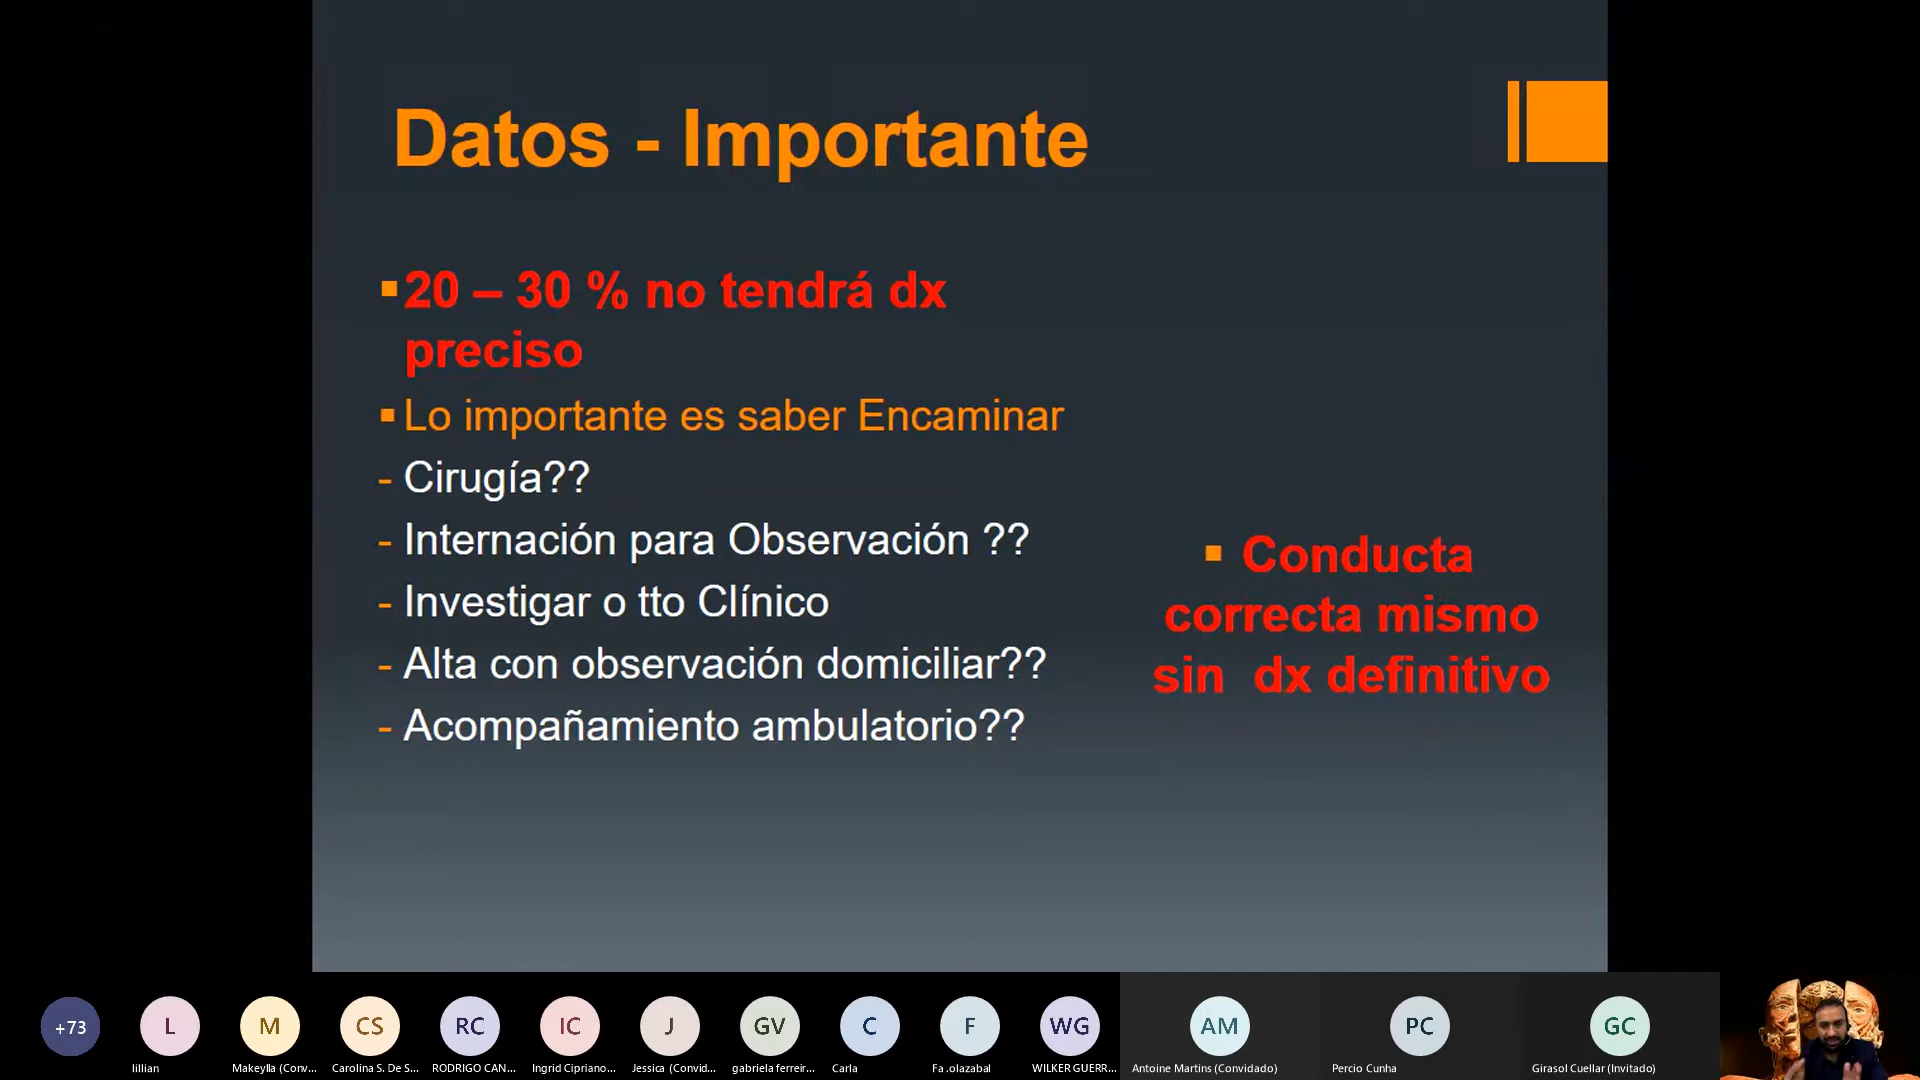 Datos - Importante
20 – 30 % no tendrá dx
preciso
Lo importante es saber Encaminar
- Cirugía??
- Internación para Observación ??
- Investigar o tto Clínico
- Alta con observación domiciliar??
- Acompañamiento ambulatorio??
Conducta
correcta mismo
sin dx definitivo
+73
L
M
CS
RC
IC
J
GV
C
F
WG
AM
PC
GC
lillian
Makeylla (Conv...
Carolina S. De S...
RODRIGO CAN...
Ingrid Cipriano...
Jessica (Convid...
gabriela ferreir...
Carla
Fa .olazabal
WILKER GUERR...
Antoine Martins (Convidado)
Percio Cunha
Girasol Cuellar (Invitado)